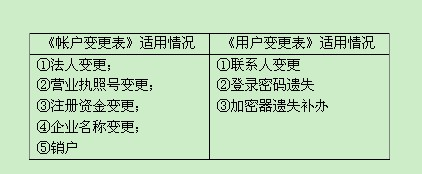 《帐户变更表》适用情况 《用户变更表》适用情况
①法人变更； ①联系人变更
②营业执照号变更； ②登录密码遗失
③注册资金变更； ③加密器遗失补办
④企业名称变更；
⑤销户